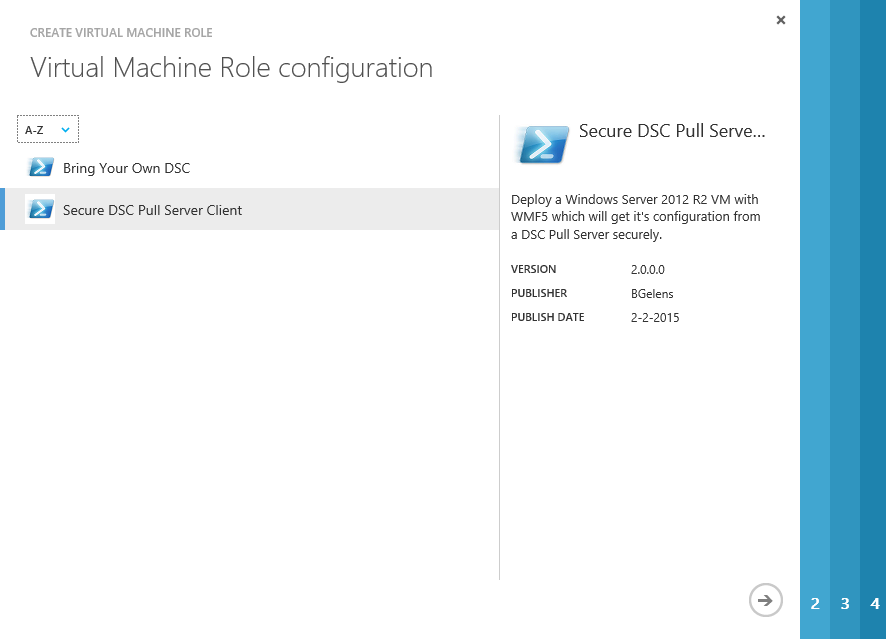 CREATE VIRTUAL MACHINE ROLE
Virtual Machine Role configuration
A-Z
Bring Your Own DSC
Secure DSC Pull Server Client
Secure DSC Pull Serve...
Deploy a Windows Server 2012 R2 VM with
WMF5 which will get it's configuration from
a DSC Pull Server securely.
VERSION 2.0.0.0
PUBLISHER BGelens
PUBLISH DATE 2-2-2015
2 3 4